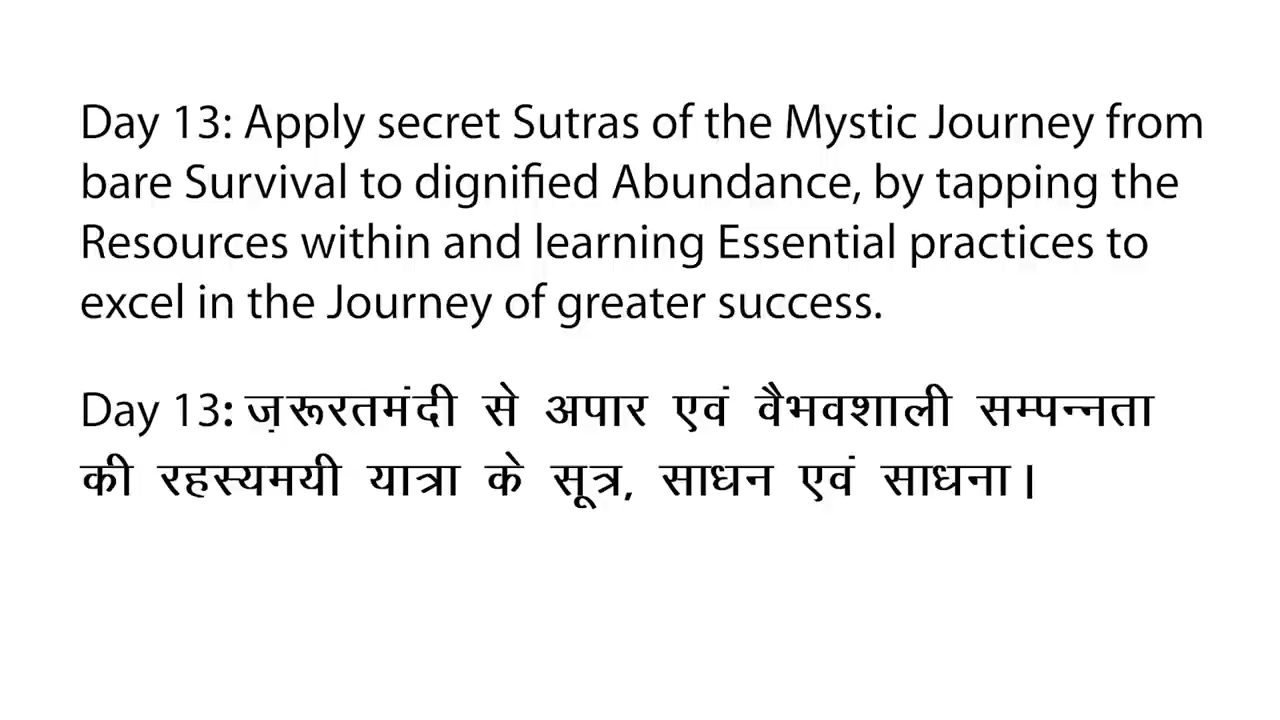 Day 13: Apply secret Sutras of the Mystic Journey from
bare Survival to dignified Abundance, by tapping the
Resources within and learning Essential practices to
excel in the Journey of greater success.
Day 13: ज़रूरतमंदी से अपार एवं वैभवशाली सम्पन्नता
की रहस्यमयी यात्रा के सूत्र, साधन एवं साधना।